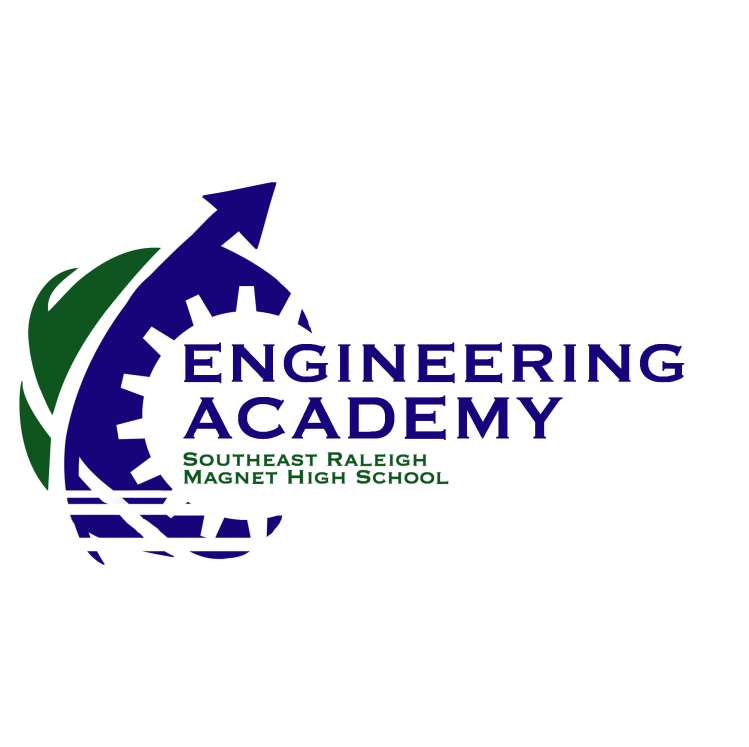 ENGINEERING
ACADEMY
SOUTHEAST RALEIGH
MAGNET HIGH SCHOOL